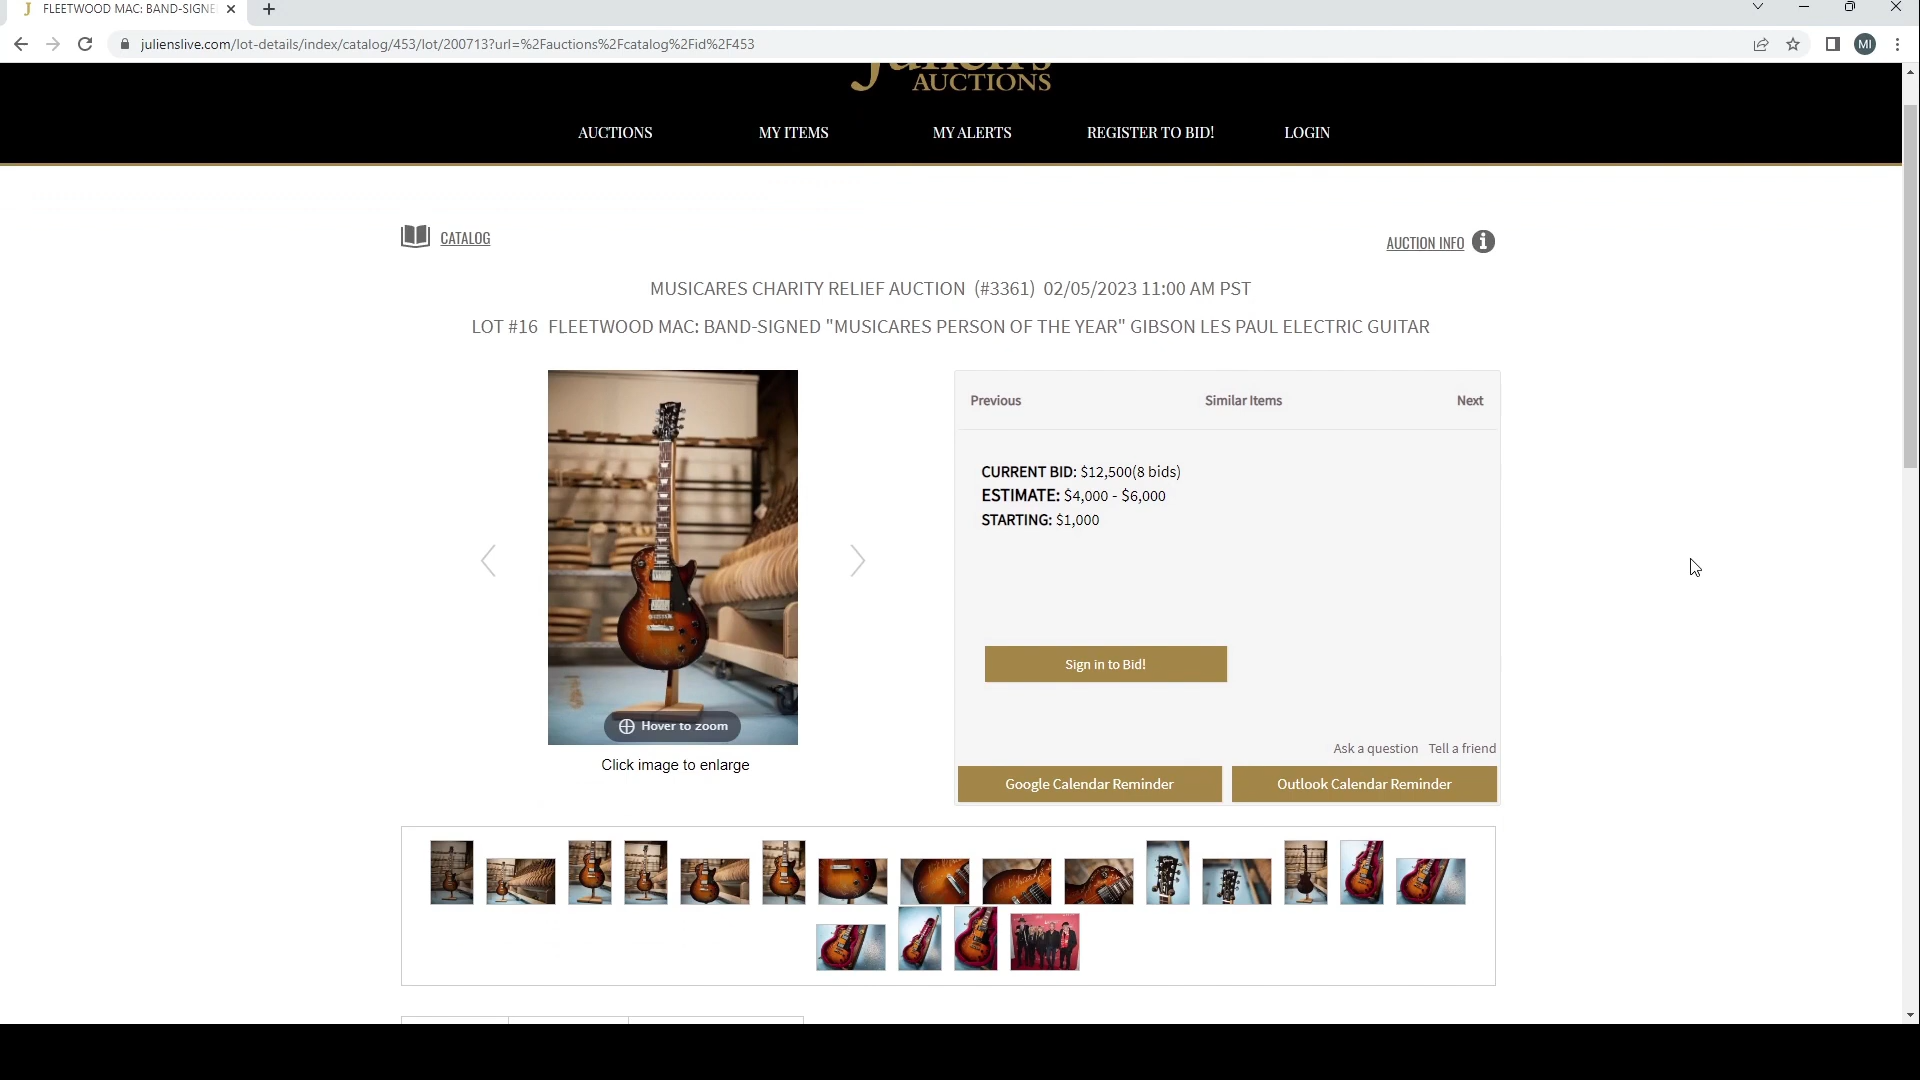 FLEETWOOD MAC: BAND-SIGNE
julienslive.com/lot-details/index/catalog/453/lot/200713?url=%2Fauctions%2Fcatalog%2Fid%2F453
MI
Julien's
AUCTIONS
AUCTIONS MY ITEMS MY ALERTS REGISTER TO BID! LOGIN
CATALOG
AUCTION INFO
MUSICARES CHARITY RELIEF AUCTION (#3361) 02/05/2023 11:00 AM PST
LOT #16 FLEETWOOD MAC: BAND-SIGNED "MUSICARES PERSON OF THE YEAR" GIBSON LES PAUL ELECTRIC GUITAR
Previous Similar Items Next
CURRENT BID: $12,500(8 bids)
ESTIMATE: $4,000 - $6,000
STARTING: $1,000
Sign in to Bid!
Hover to zoom
Click image to enlarge
Ask a question Tell a friend
Google Calendar Reminder Outlook Calendar Reminder